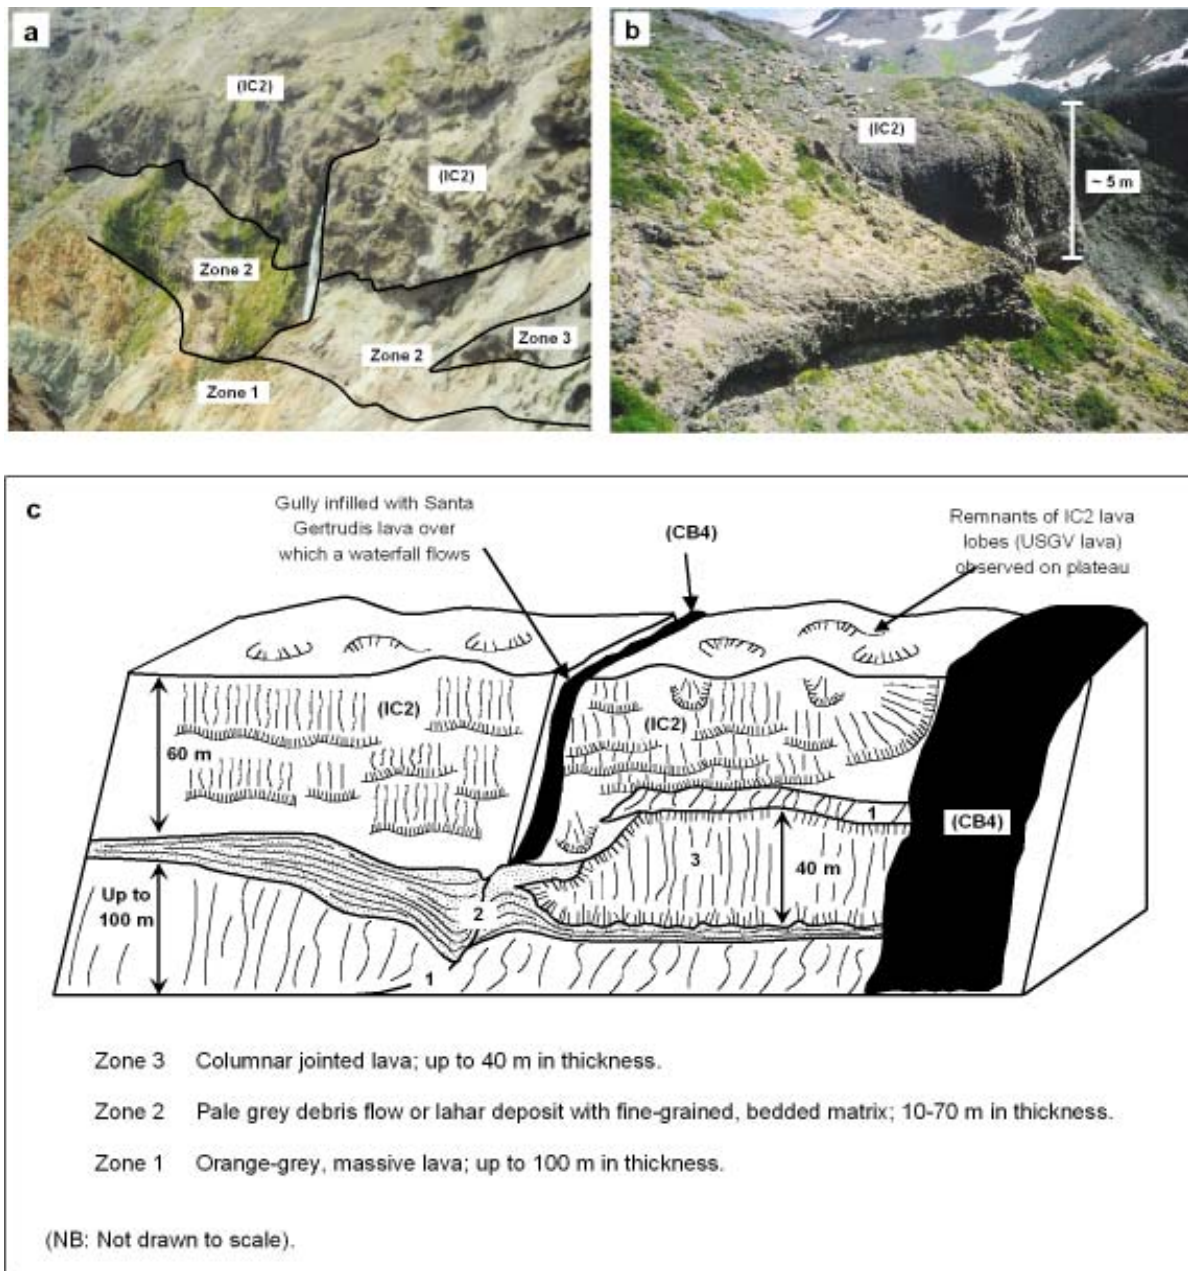 a
(IC2)
(IC2)
Zone 2
Zone 2
Zone 3
Zone 1
b
(IC2)
~ 5 m
c
Gully infilled with Santa
Gertrudis lava over
which a waterfall flows
(CB4)
Remnants of IC2 lava
lobes (USGV lava)
observed on plateau
(IC2)
(IC2)
60 m
1
(CB4)
3
40 m
Up to
100 m
2
1
Zone 3 Columnar jointed lava; up to 40 m in thickness.
Zone 2 Pale grey debris flow or lahar deposit with fine-grained, bedded matrix; 10-70 m in thickness.
Zone 1 Orange-grey, massive lava; up to 100 m in thickness.
(NB: Not drawn to scale).